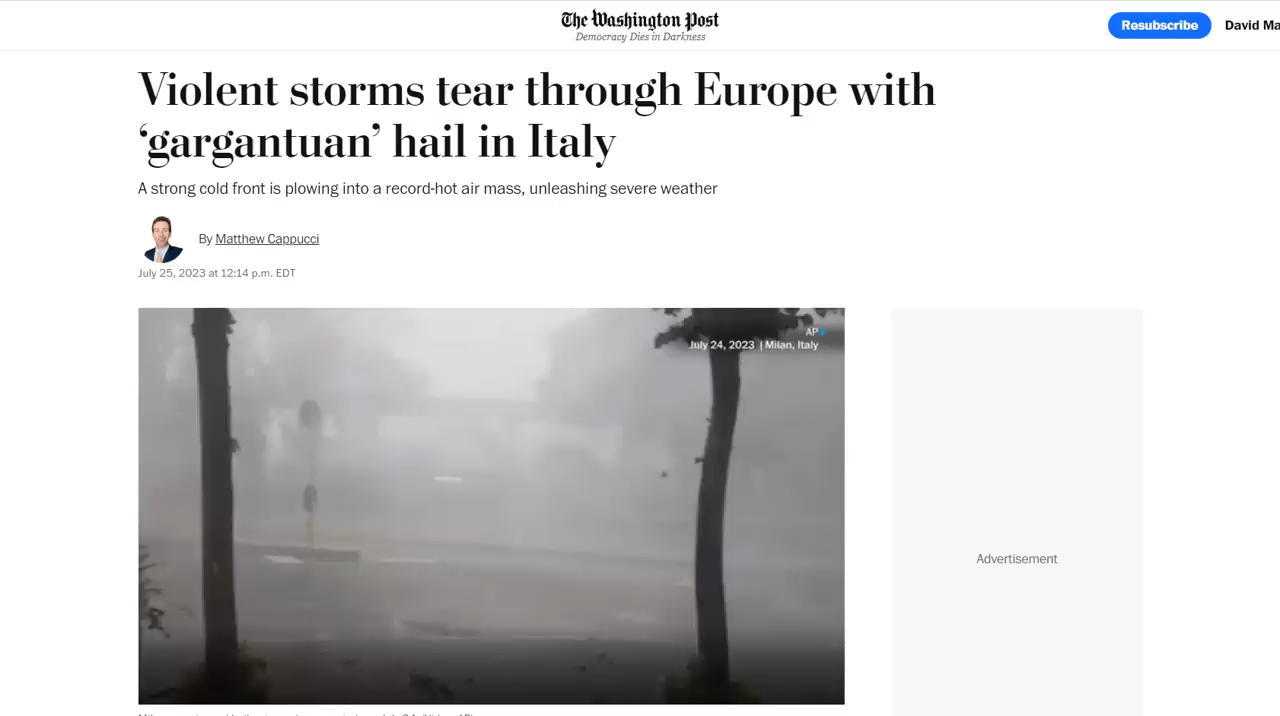 The Washington Post
Democracy Dies in Darkness
Resubscribe
David Ma
Violent storms tear through Europe with
‘gargantuan’ hail in Italy
A strong cold front is plowing into a record-hot air mass, unleashing severe weather
By Matthew Cappucci
July 25, 2023 at 12:14 p.m. EDT
AP
July 24, 2023 | Milan, Italy
Advertisement